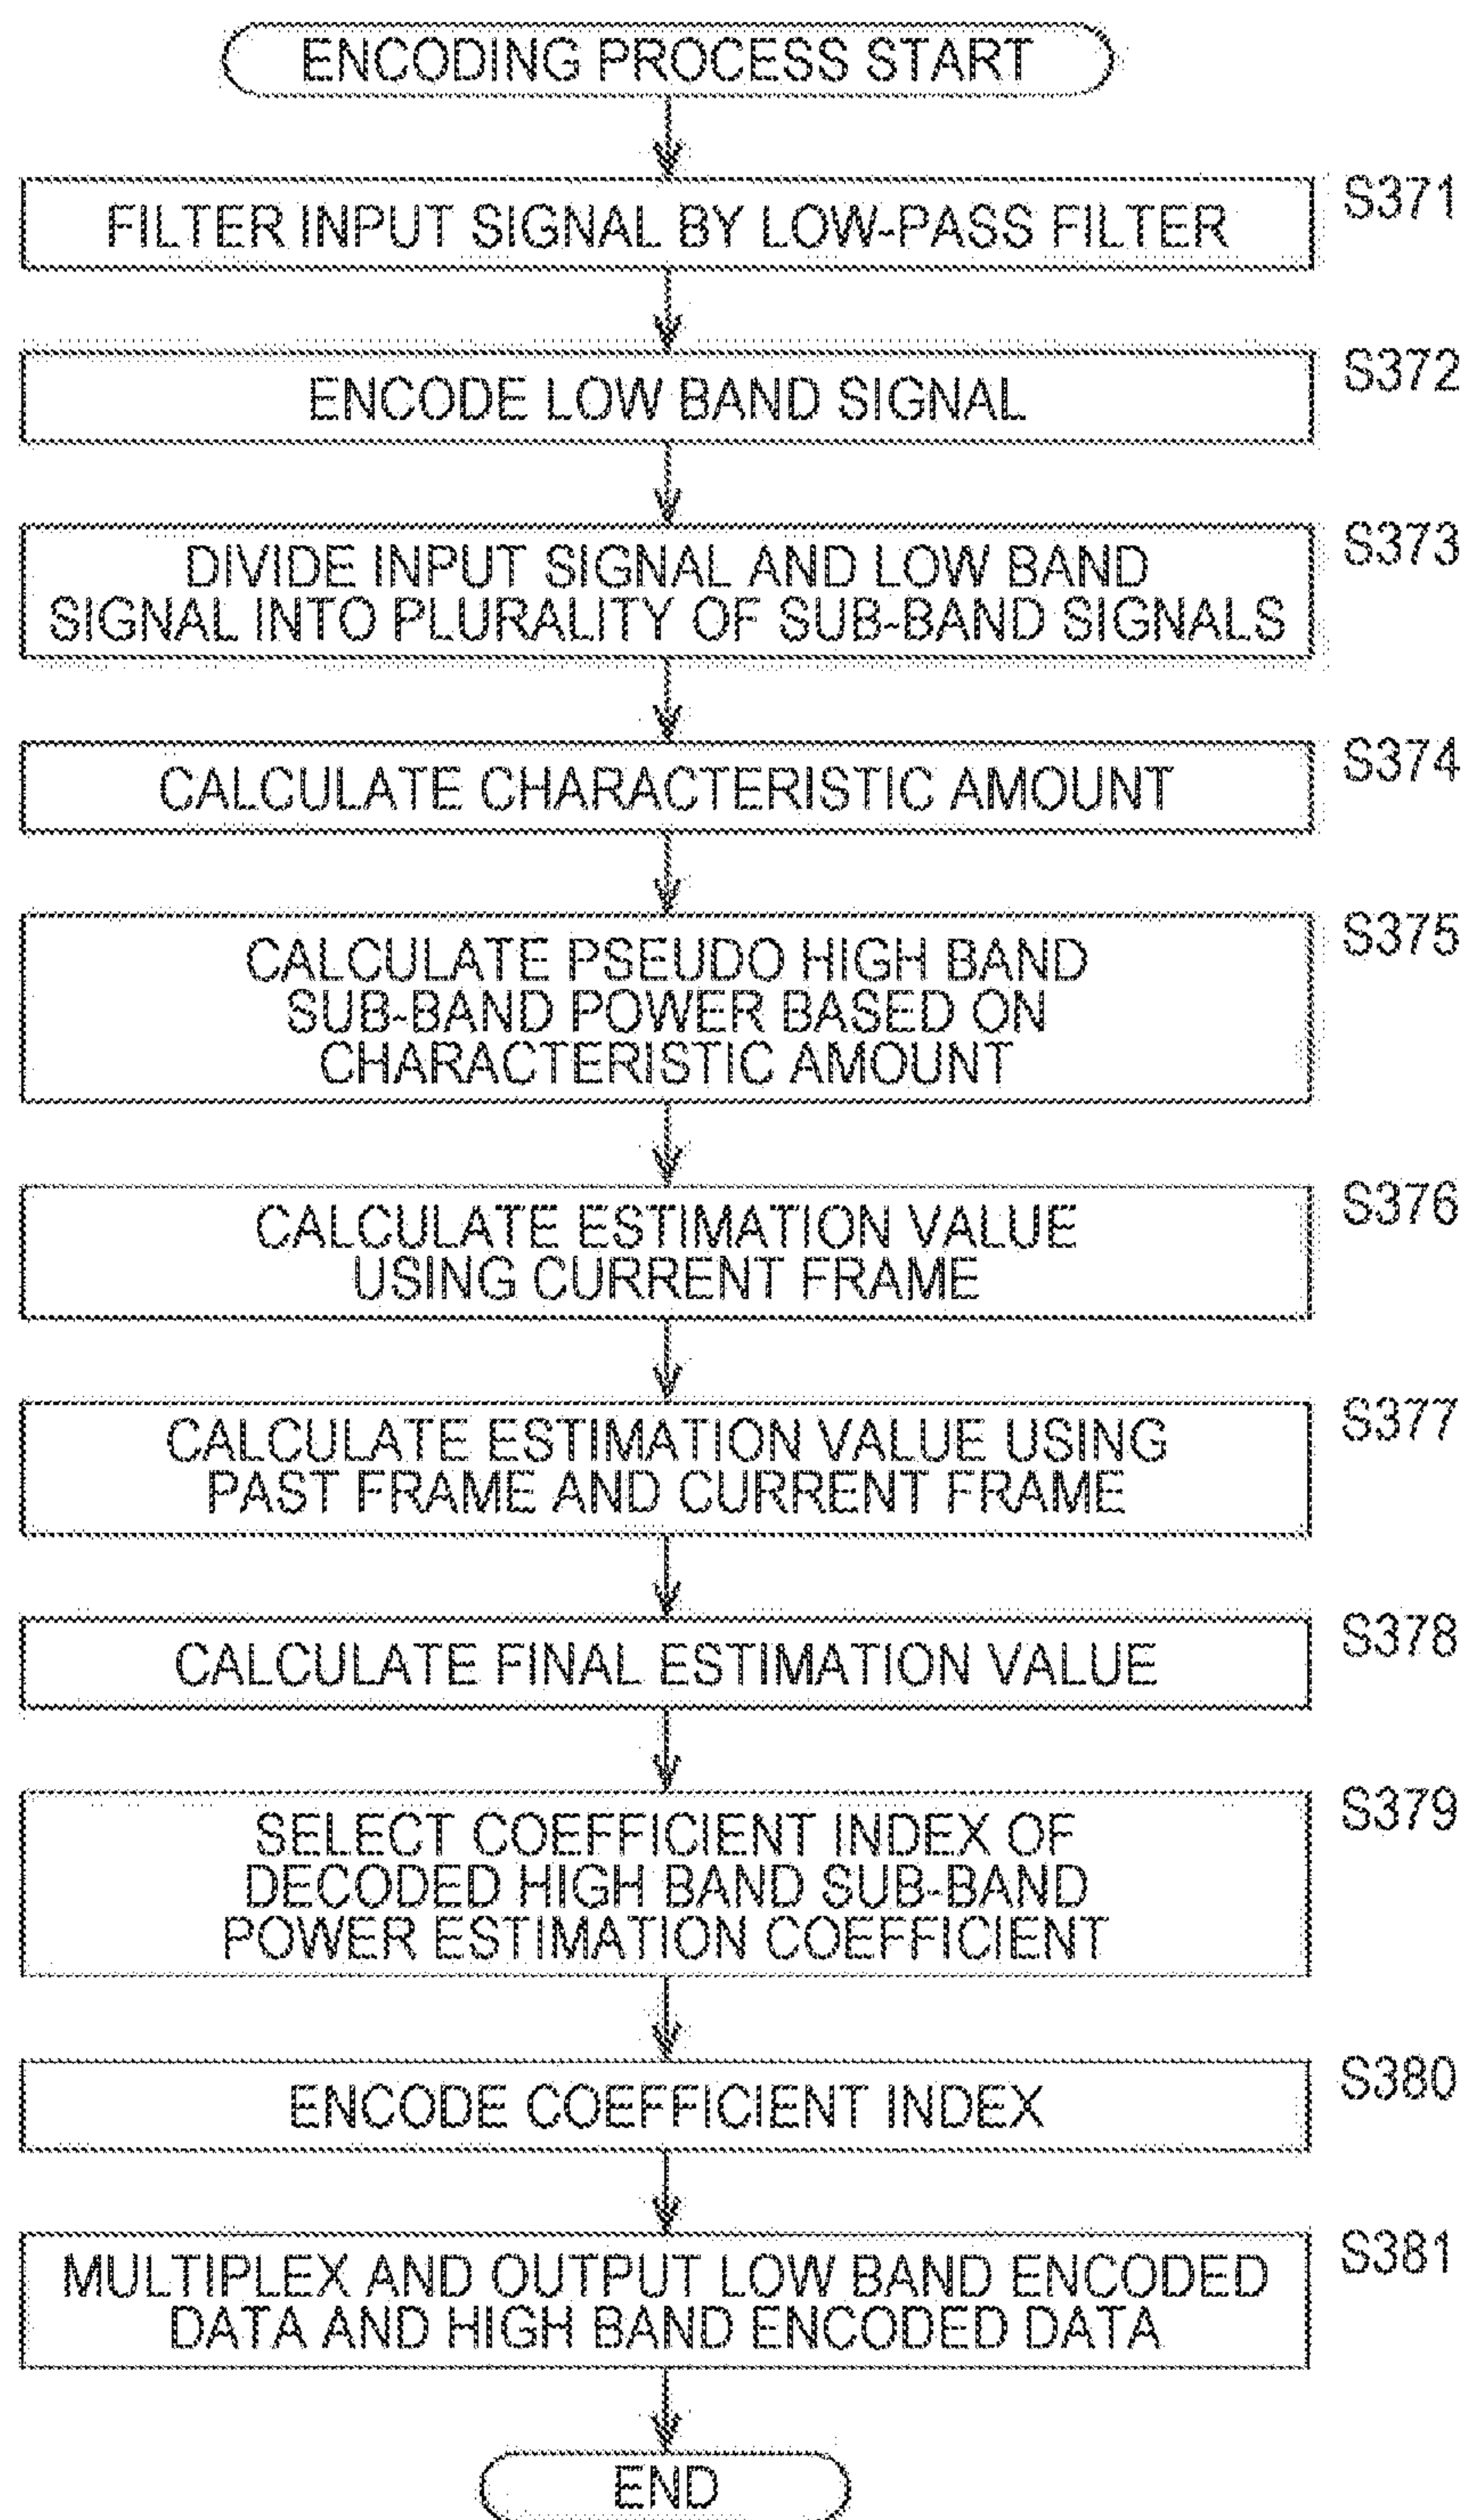 ENCODING PROCESS START
S371
FILTER INPUT SIGNAL BY LOW-PASS FILTER
S372
ENCODE LOW BAND SIGNAL
S373
DIVIDE INPUT SIGNAL AND LOW BAND
SIGNAL INTO PLURALITY OF SUB-BAND SIGNALS
S374
CALCULATE CHARACTERISTIC AMOUNT
S375
CALCULATE PSEUDO HIGH BAND
SUB-BAND POWER BASED ON
CHARACTERISTIC AMOUNT
S376
CALCULATE ESTIMATION VALUE
USING CURRENT FRAME
S377
CALCULATE ESTIMATION VALUE USING
PAST FRAME AND CURRENT FRAME
S378
CALCULATE FINAL ESTIMATION VALUE
S379
SELECT COEFFICIENT INDEX OF
DECODED HIGH BAND SUB-BAND
POWER ESTIMATION COEFFICIENT
S380
ENCODE COEFFICIENT INDEX
S381
MULTIPLEX AND OUTPUT LOW BAND ENCODED
DATA AND HIGH BAND ENCODED DATA
END